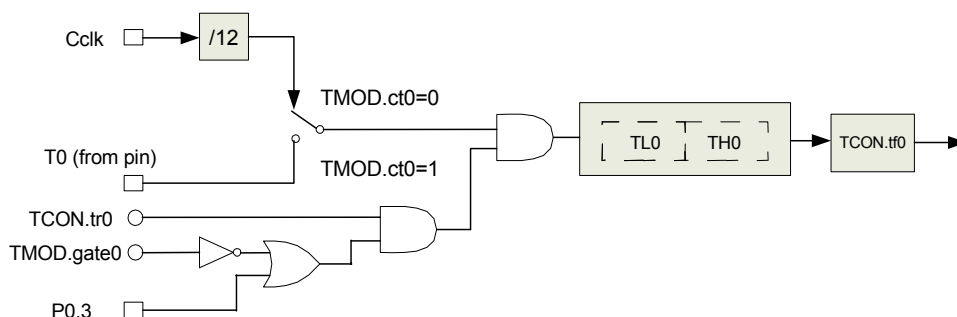 Cclk
/12
TMOD.ct0=0
T0 (from pin)
TMOD.ct0=1
TL0
TH0
TCON.tf0
TCON.tr0
TMOD.gate0
P0.3